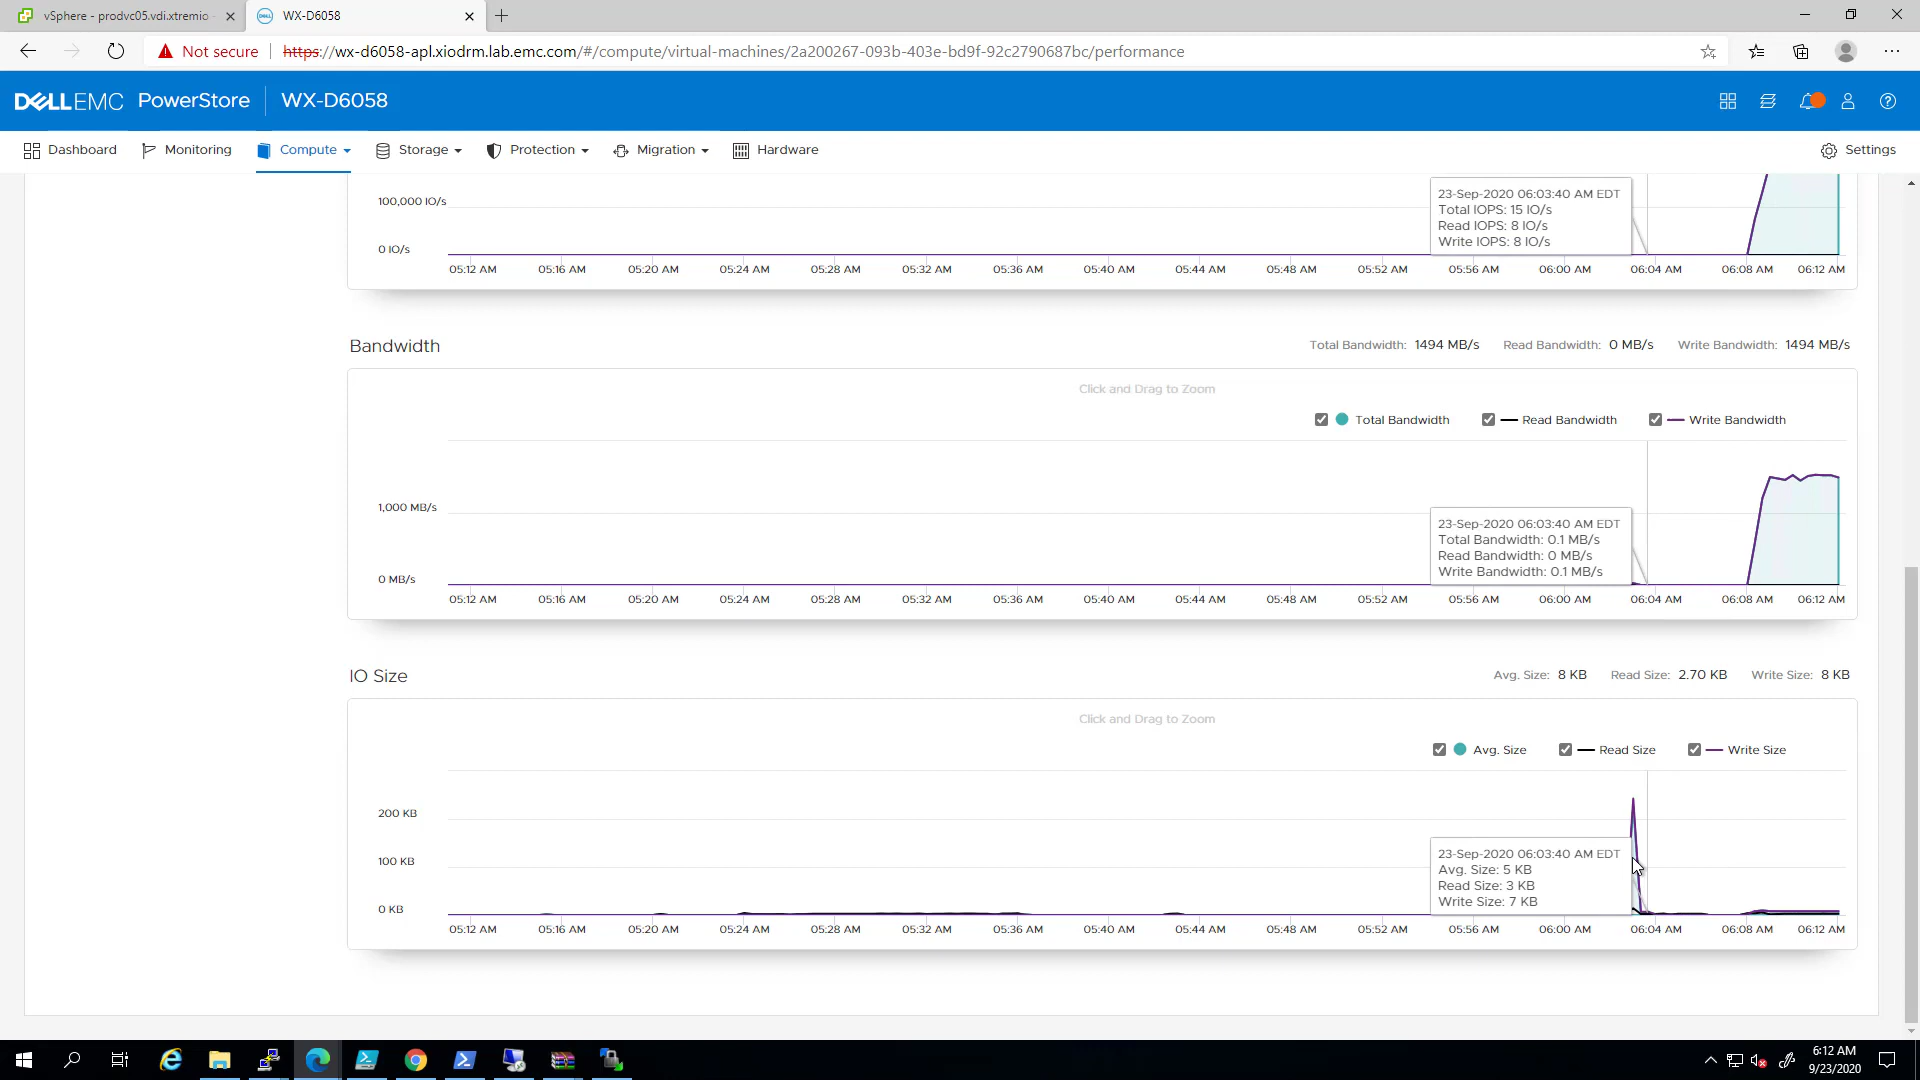 vSphere - prodvc05.vdi.xtremio
WX-D6058
Not secure
https://wx-d6058-apl.xiodrm.lab.emc.com/#/compute/virtual-machines/2a200267-093b-403e-bd9f-92c2790687bc/performance
DELLEMC PowerStore WX-D6058
Dashboard Monitoring Compute Storage Protection Migration Hardware Settings
100,000 IO/s
0 IO/s
23-Sep-2020 06:03:40 AM EDT
Total IOPS: 15 IO/s
Read IOPS: 8 IO/s
Write IOPS: 8 IO/s
05:12 AM 05:16 AM 05:20 AM 05:24 AM 05:28 AM 05:32 AM 05:36 AM 05:40 AM 05:44 AM 05:48 AM 05:52 AM 05:56 AM 06:00 AM 06:04 AM 06:08 AM 06:12 AM
Bandwidth
Total Bandwidth: 1494 MB/s Read Bandwidth: 0 MB/s Write Bandwidth: 1494 MB/s
Click and Drag to Zoom
Total Bandwidth Read Bandwidth Write Bandwidth
1,000 MB/s
0 MB/s
23-Sep-2020 06:03:40 AM EDT
Total Bandwidth: 0.1 MB/s
Read Bandwidth: 0 MB/s
Write Bandwidth: 0.1 MB/s
05:12 AM 05:16 AM 05:20 AM 05:24 AM 05:28 AM 05:32 AM 05:36 AM 05:40 AM 05:44 AM 05:48 AM 05:52 AM 05:56 AM 06:00 AM 06:04 AM 06:08 AM 06:12 AM
IO Size
Avg. Size: 8 KB Read Size: 2.70 KB Write Size: 8 KB
Click and Drag to Zoom
Avg. Size Read Size Write Size
200 KB
100 KB
0 KB
23-Sep-2020 06:03:40 AM EDT
Avg. Size: 5 KB
Read Size: 3 KB
Write Size: 7 KB
05:12 AM 05:16 AM 05:20 AM 05:24 AM 05:28 AM 05:32 AM 05:36 AM 05:40 AM 05:44 AM 05:48 AM 05:52 AM 05:56 AM 06:00 AM 06:04 AM 06:08 AM 06:12 AM
6:12 AM
9/23/2020